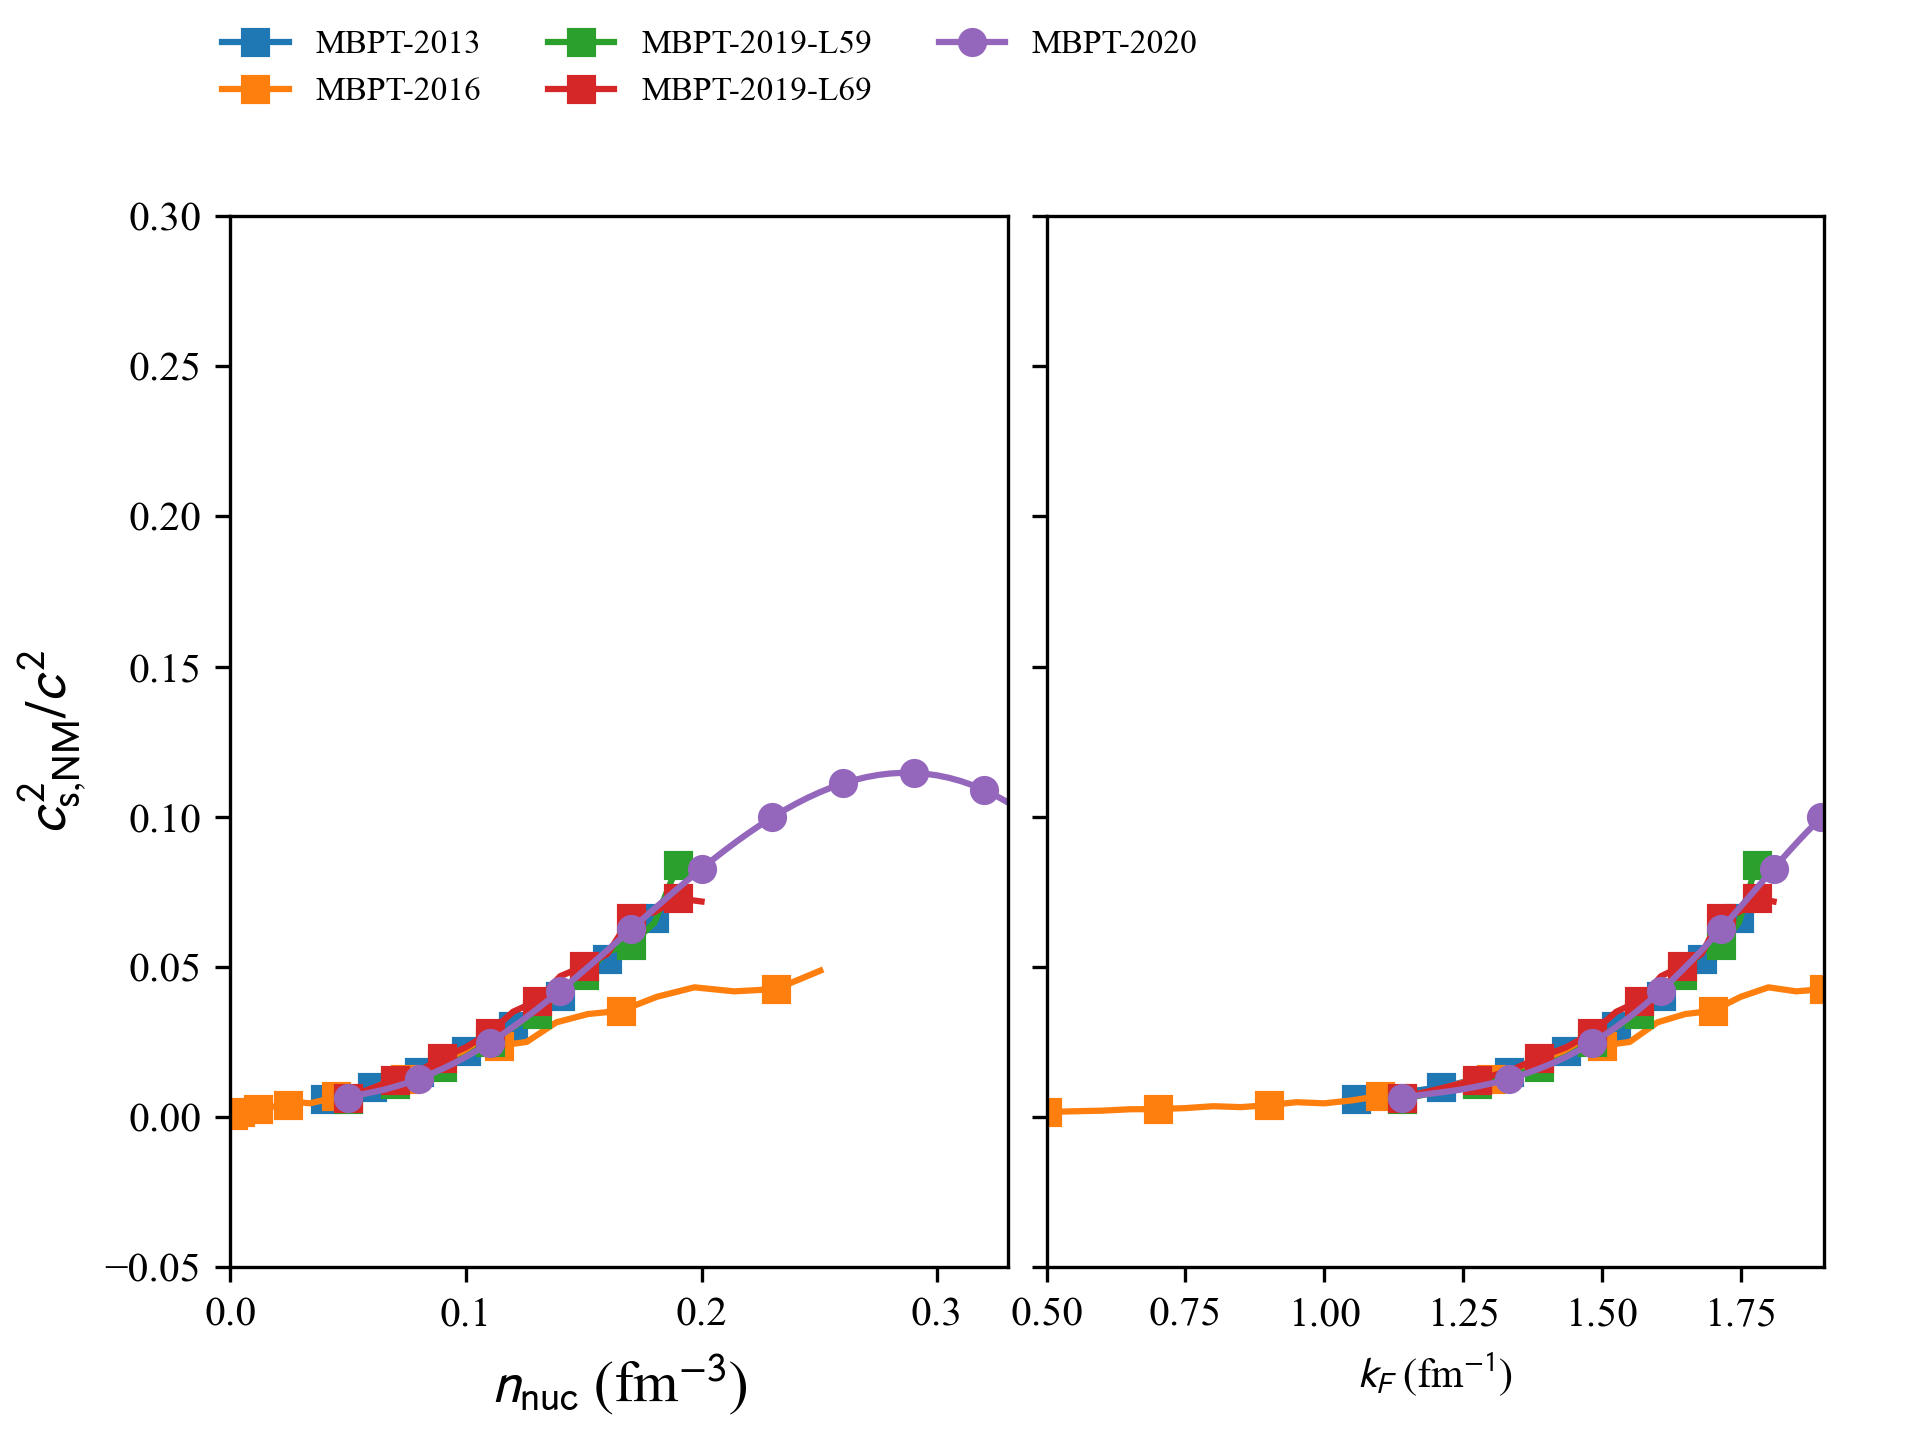 MBPT-2013 MBPT-2019-L59 MBPT-2020
MBPT-2016 MBPT-2019-L69
0.30
0.25
0.20
0.15
0.10
0.05
0.00
−0.05
c²s,NM/c²
0.0 0.1 0.2 0.3 0.50 0.75 1.00 1.25 1.50 1.75
nnuc (fm⁻³)
kF (fm⁻¹)